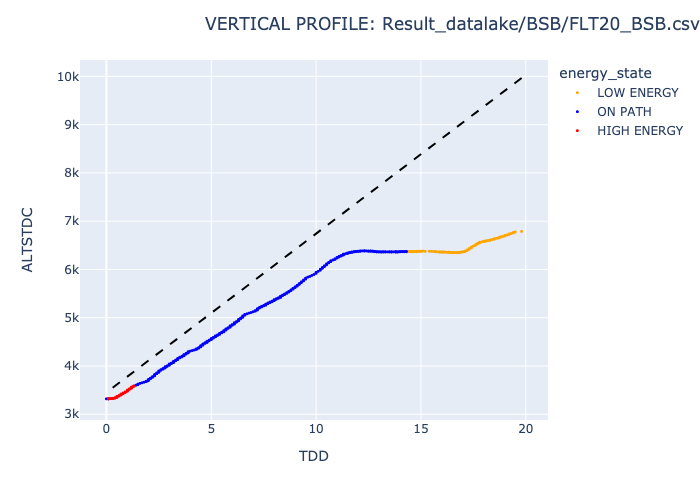 VERTICAL PROFILE: Result_datalake/BSB/FLT20_BSB.csv
energy_state
LOW ENERGY
ON PATH
HIGH ENERGY
10k
9k
8k
7k
6k
5k
4k
3k
ALTSTDC
0
5
10
15
20
TDD